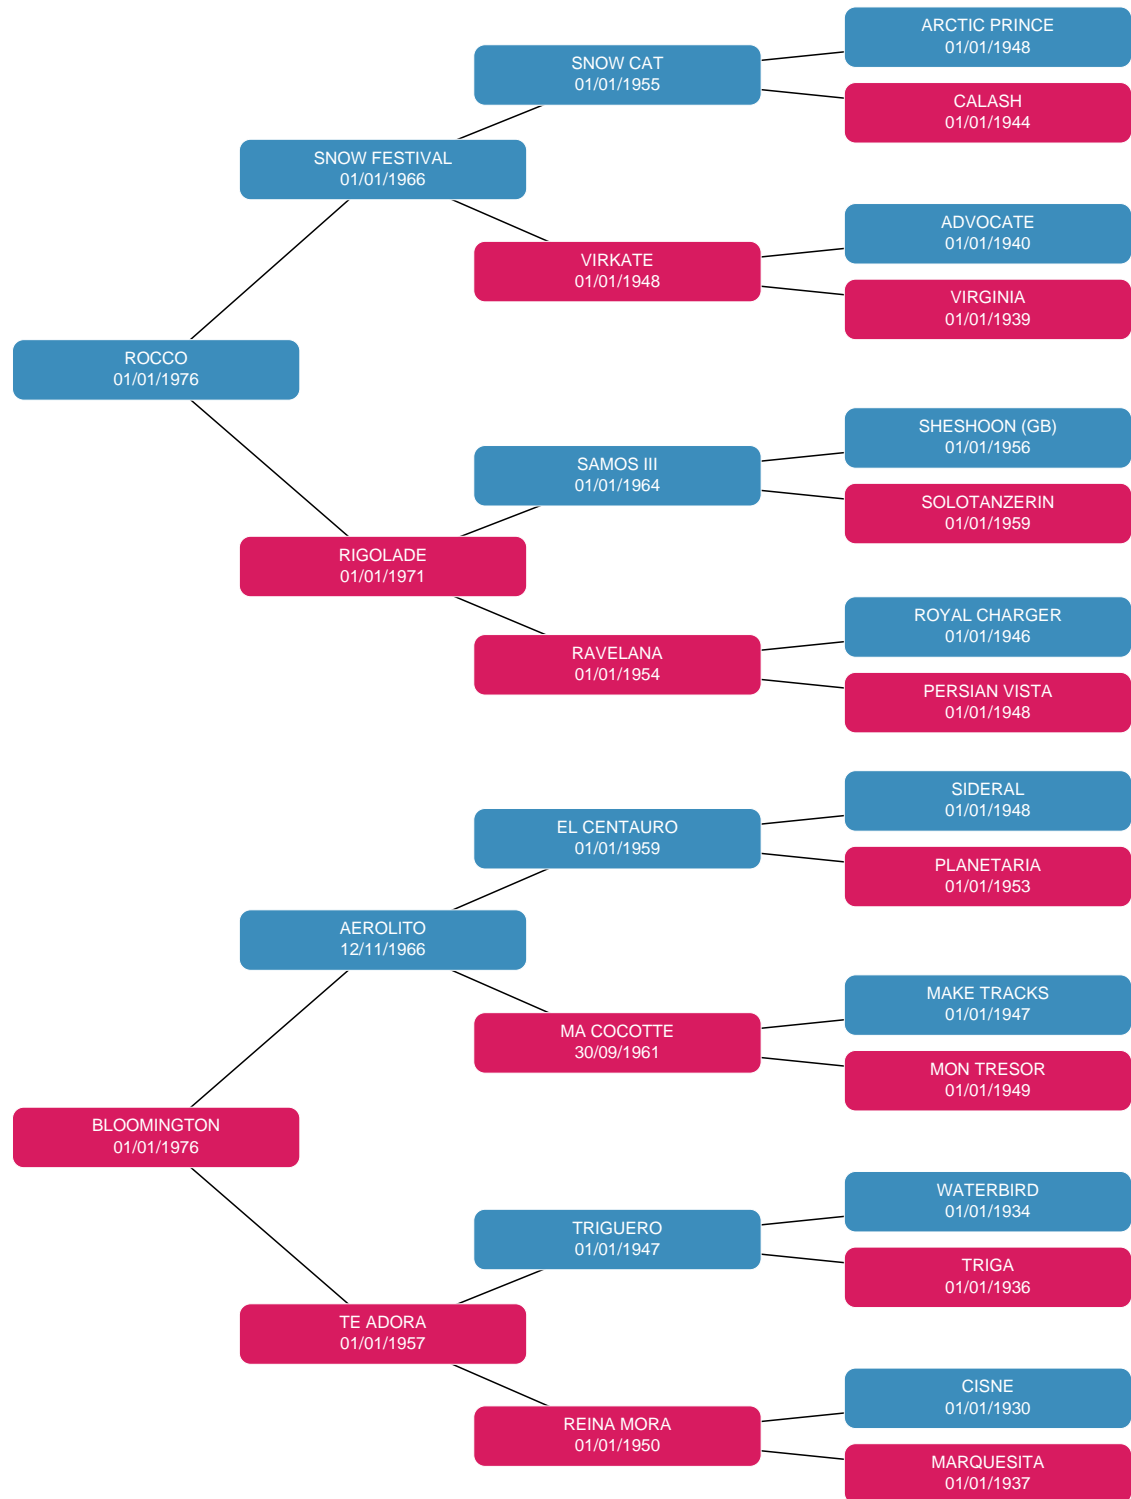 ARCTIC PRINCE
01/01/1948
SNOW CAT
01/01/1955
CALASH
01/01/1944
SNOW FESTIVAL
01/01/1966
ADVOCATE
01/01/1940
VIRKATE
01/01/1948
VIRGINIA
01/01/1939
ROCCO
01/01/1976
SHESHOON (GB)
01/01/1956
SAMOS III
01/01/1964
SOLOTANZERIN
01/01/1959
RIGOLADE
01/01/1971
ROYAL CHARGER
01/01/1946
RAVELANA
01/01/1954
PERSIAN VISTA
01/01/1948
SIDERAL
01/01/1948
EL CENTAURO
01/01/1959
PLANETARIA
01/01/1953
AEROLITO
12/11/1966
MAKE TRACKS
01/01/1947
MA COCOTTE
30/09/1961
MON TRESOR
01/01/1949
BLOOMINGTON
01/01/1976
WATERBIRD
01/01/1934
TRIGUERO
01/01/1947
TRIGA
01/01/1936
TE ADORA
01/01/1957
CISNE
01/01/1930
REINA MORA
01/01/1950
MARQUESITA
01/01/1937